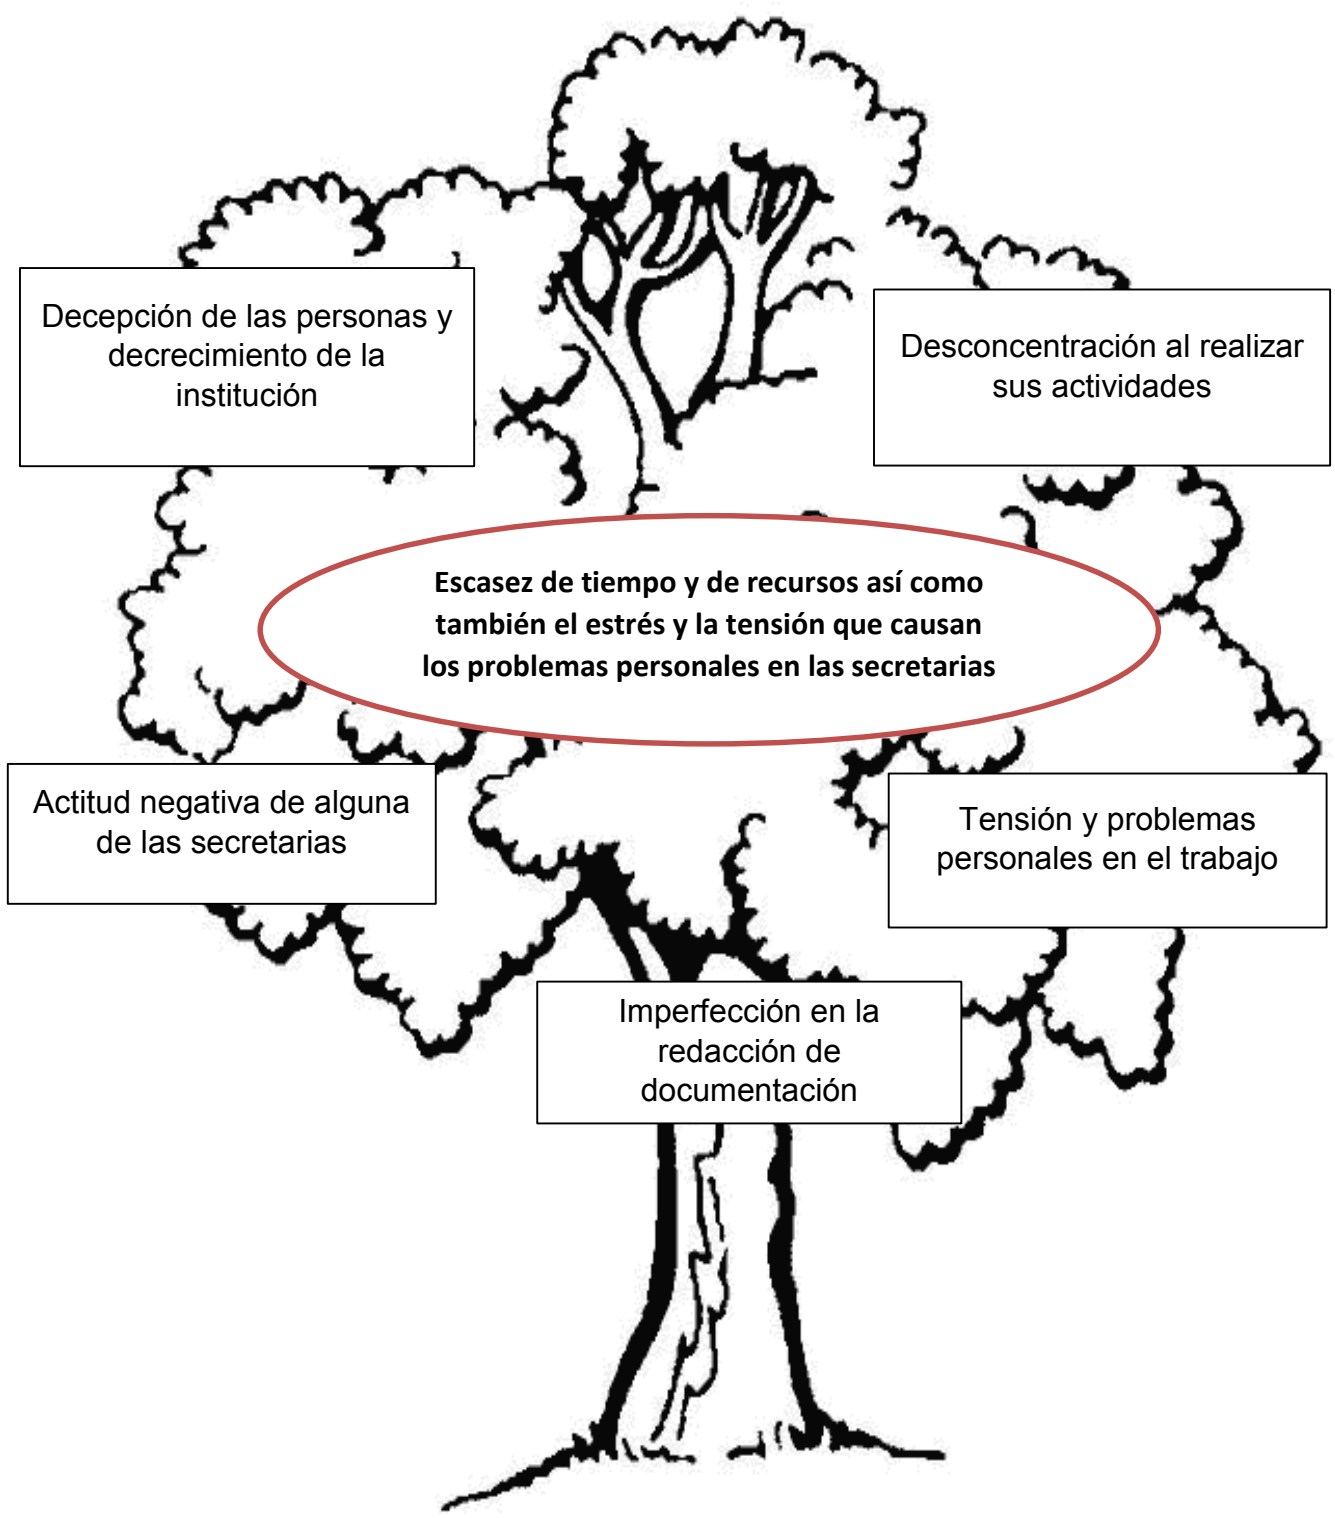 Decepción de las personas y
decrecimiento de la
institución
Desconcentración al realizar
sus actividades
Escasez de tiempo y de recursos así como
también el estrés y la tensión que causan
los problemas personales en las secretarias
Actitud negativa de alguna
de las secretarias
Tensión y problemas
personales en el trabajo
Imperfección en la
redacción de
documentación